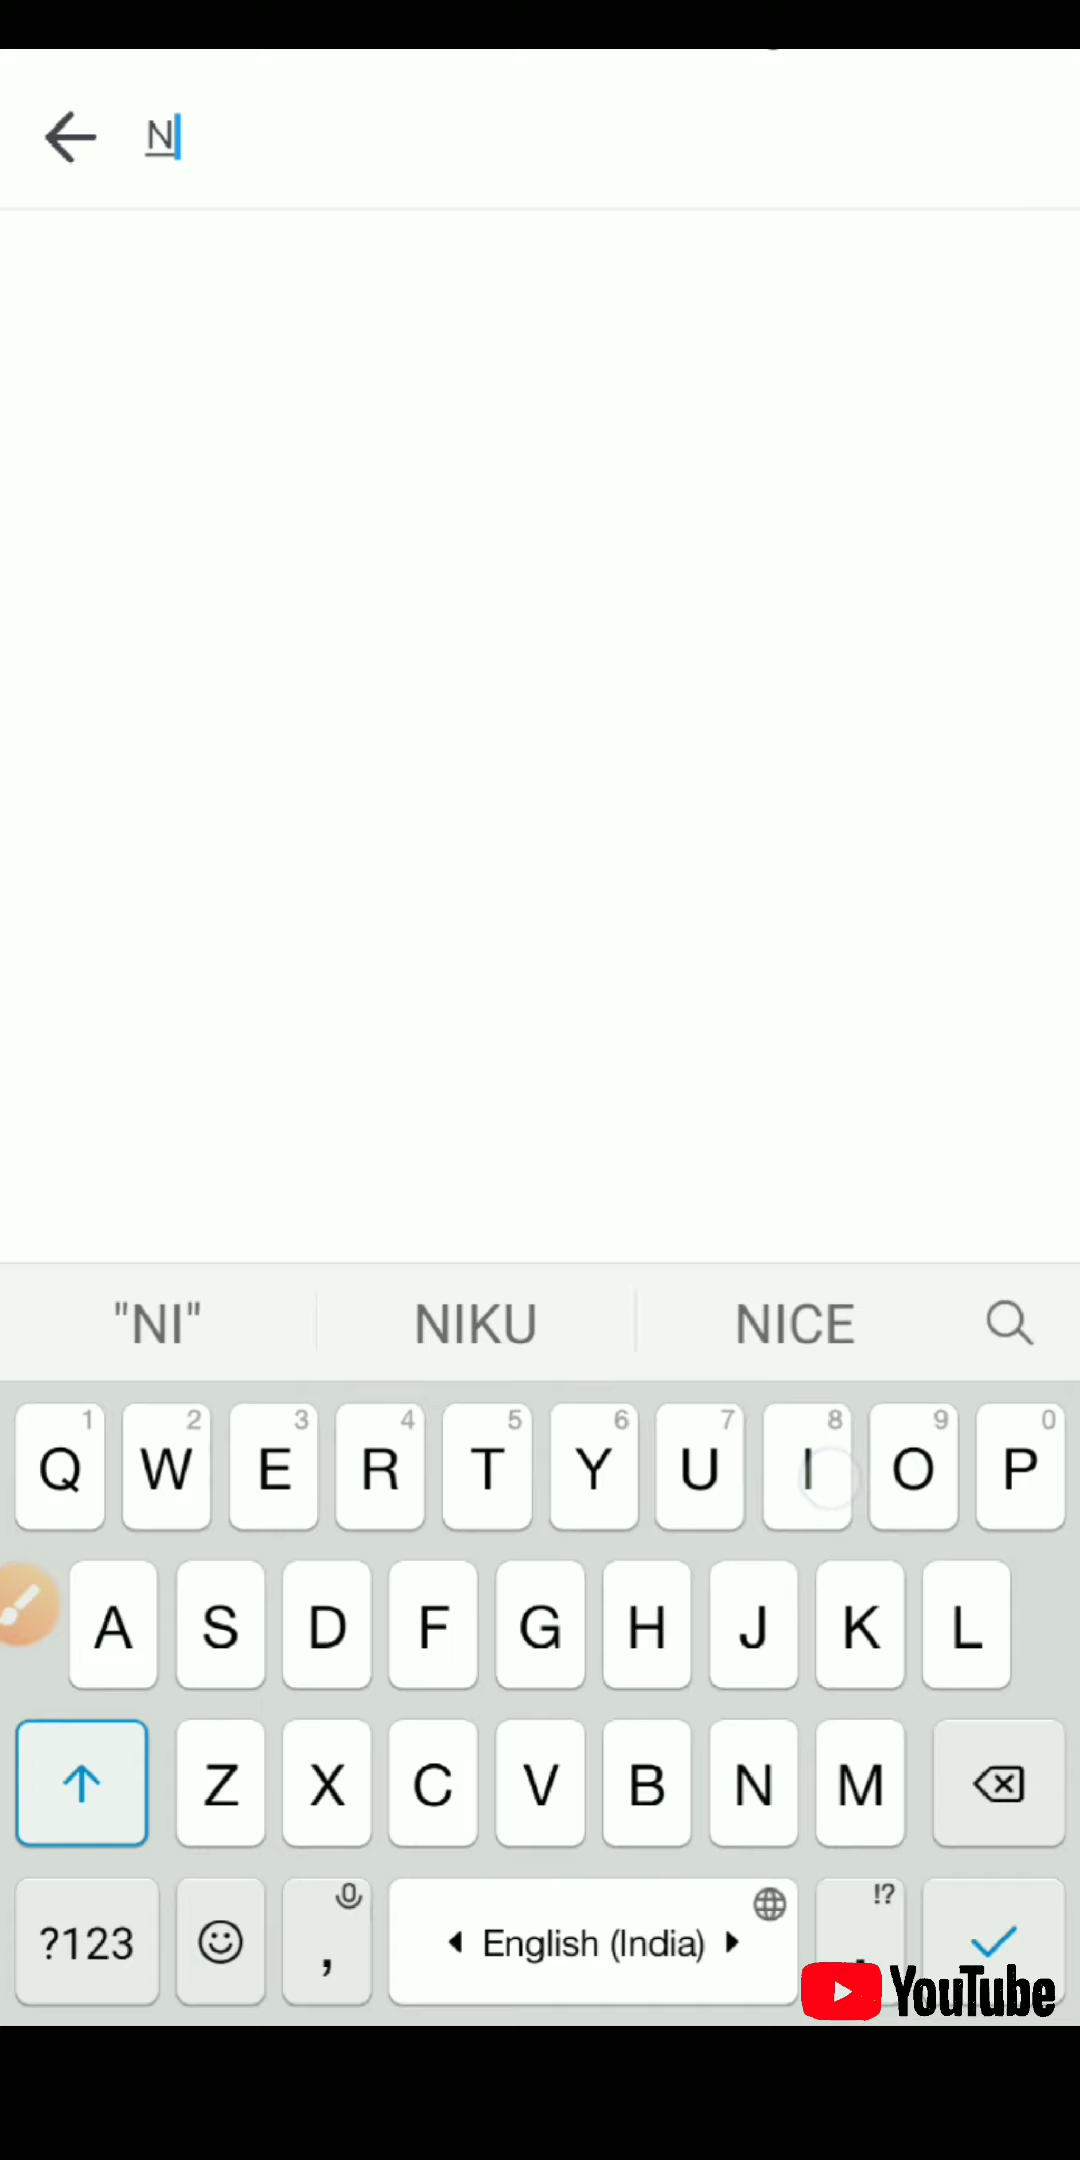 N
"NI" NIKU NICE
1 2 3 4 5 6 7 8 9 0
Q W E R T Y U I O P
A S D F G H J K L
Z X C V B N M
!?
?123 , English (India) .
YouTube